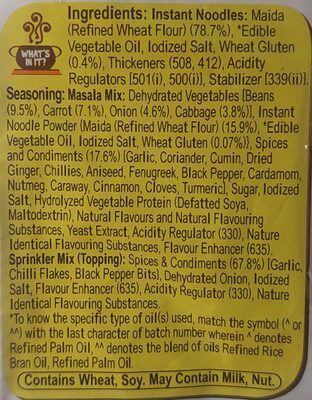 WHAT'S
IN IT?
Ingredients: Instant Noodles: Maida
(Refined Wheat Flour) (78.7%), *Edible
Vegetable Oil, Iodized Salt, Wheat Gluten
(0.4%), Thickeners (508, 412), Acidity
Regulators [501(i), 500(i)], Stabilizer [339(ii)].
Seasoning: Masala Mix: Dehydrated Vegetables [Beans
(9.5%), Carrot (7.1%), Onion (4.6%), Cabbage (3.8%)], Instant
Noodle Powder {Maida (Refined Wheat Flour) (15.9%), *Edible
Vegetable Oil, Iodized Salt, Wheat Gluten (0.07%)}, Spices
and Condiments (17.6%) [Garlic, Coriander, Cumin, Dried
Ginger, Chillies, Aniseed, Fenugreek, Black Pepper, Cardamom,
Nutmeg, Caraway, Cinnamon, Cloves, Turmeric], Sugar, Iodized
Salt, Hydrolyzed Vegetable Protein (Defatted Soya,
Maltodextrin), Natural Flavours and Natural Flavouring
Substances, Yeast Extract, Acidity Regulator (330), Nature
Identical Flavouring Substances, Flavour Enhancer (635).
Sprinkler Mix (Topping): Spices & Condiments (67.8%) [Garlic,
Chilli Flakes, Black Pepper Bits], Dehydrated Onion, Iodized
Salt, Flavour Enhancer (635), Acidity Regulator (330), Nature
Identical Flavouring Substances.
*To know the specific type of oil(s) used, match the symbol (^ or
^^) with the last character of batch number wherein ^ denotes
Refined Palm Oil, ^^ denotes the blend of oils Refined Rice
Bran Oil, Refined Palm Oil.
Contains Wheat, Soy. May Contain Milk, Nut.